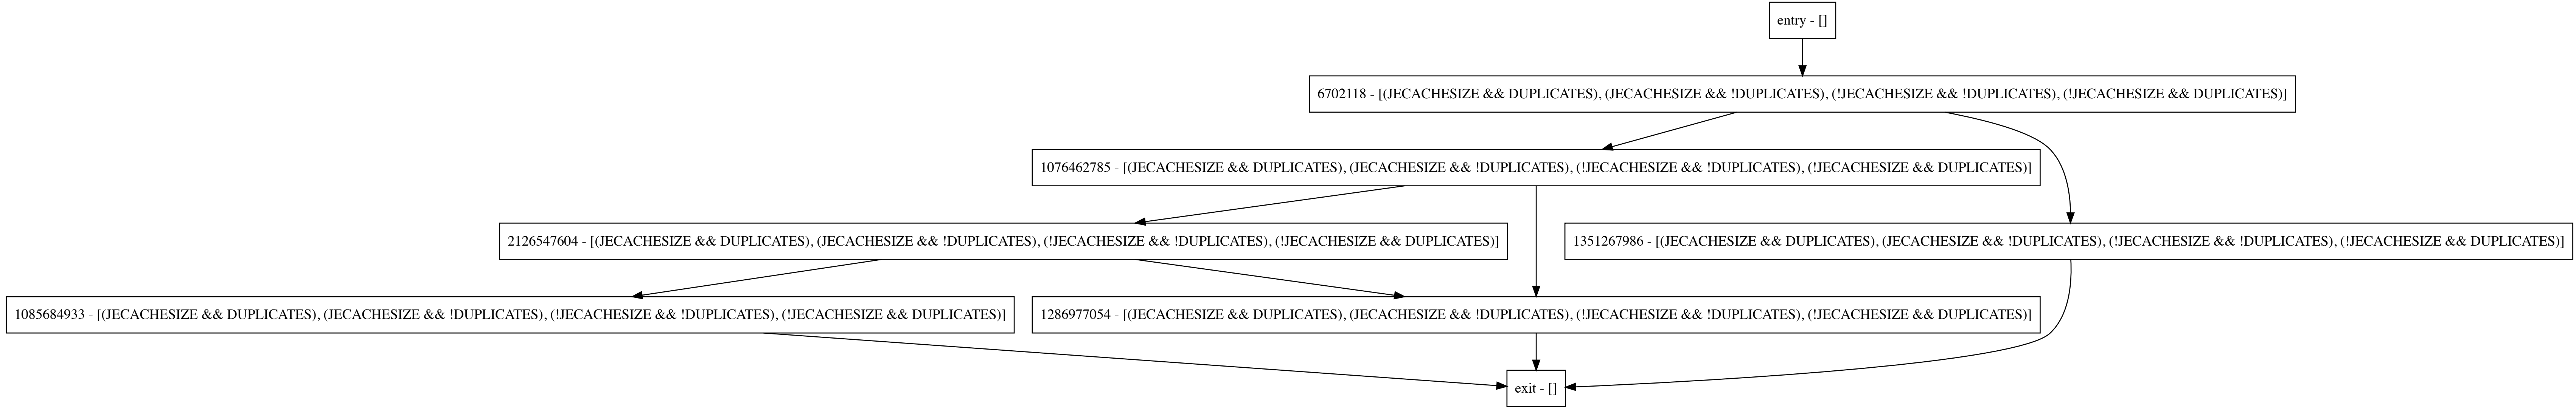 entry - []
6702118 - [(JECACHESIZE && DUPLICATES), (JECACHESIZE && !DUPLICATES), (!JECACHESIZE && !DUPLICATES), (!JECACHESIZE && DUPLICATES)]
1076462785 - [(JECACHESIZE && DUPLICATES), (JECACHESIZE && !DUPLICATES), (!JECACHESIZE && !DUPLICATES), (!JECACHESIZE && DUPLICATES)]
2126547604 - [(JECACHESIZE && DUPLICATES), (JECACHESIZE && !DUPLICATES), (!JECACHESIZE && !DUPLICATES), (!JECACHESIZE && DUPLICATES)]
1351267986 - [(JECACHESIZE && DUPLICATES), (JECACHESIZE && !DUPLICATES), (!JECACHESIZE && !DUPLICATES), (!JECACHESIZE && DUPLICATES)]
1085684933 - [(JECACHESIZE && DUPLICATES), (JECACHESIZE && !DUPLICATES), (!JECACHESIZE && !DUPLICATES), (!JECACHESIZE && DUPLICATES)]
1286977054 - [(JECACHESIZE && DUPLICATES), (JECACHESIZE && !DUPLICATES), (!JECACHESIZE && !DUPLICATES), (!JECACHESIZE && DUPLICATES)]
exit - []